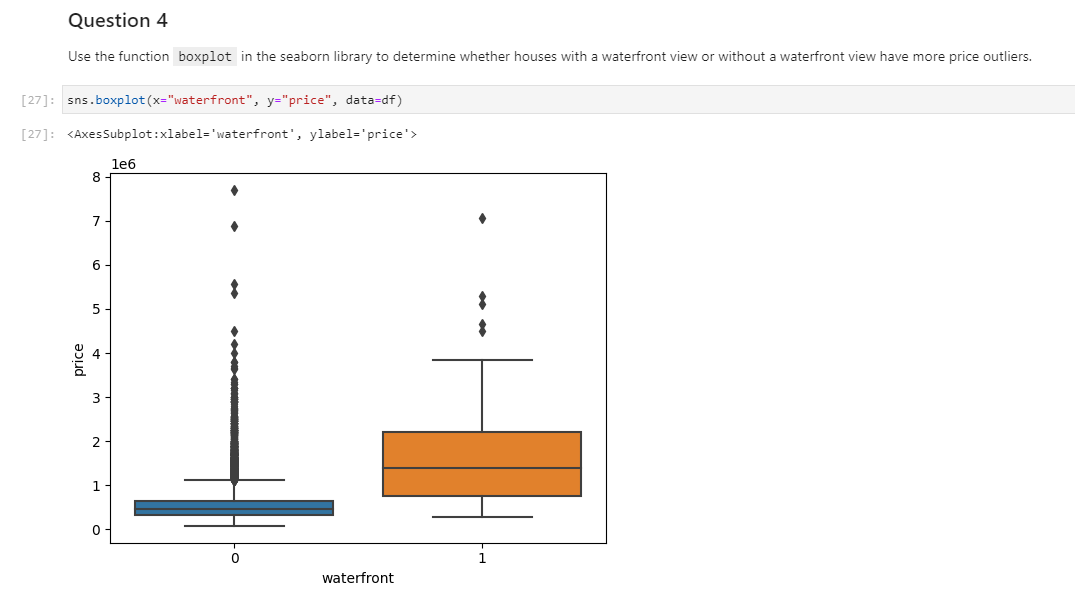 Question 4
Use the function boxplot in the seaborn library to determine whether houses with a waterfront view or without a waterfront view have more price outliers.
[27]: sns.boxplot(x="waterfront", y="price", data=df)
[27]: <AxesSubplot:xlabel='waterfront', ylabel='price'>
1e6
8
7
6
5
4
3
2
1
0
price
0 1
waterfront